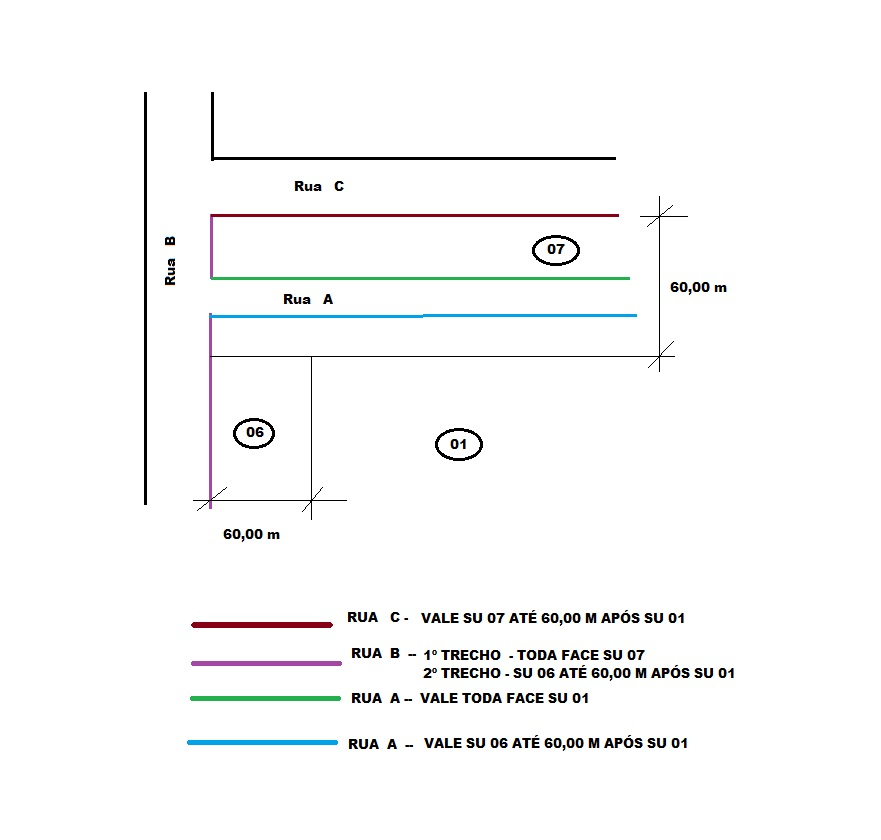 Rua C
Rua B
07
60,00 m
Rua A
06
01
60,00 m
RUA C - VALE SU 07 ATÉ 60,00 M APÓS SU 01
RUA B -- 1º TRECHO - TODA FACE SU 07
2º TRECHO - SU 06 ATÉ 60,00 M APÓS SU 01
RUA A -- VALE TODA FACE SU 01
RUA A -- VALE SU 06 ATÉ 60,00 M APÓS SU 01